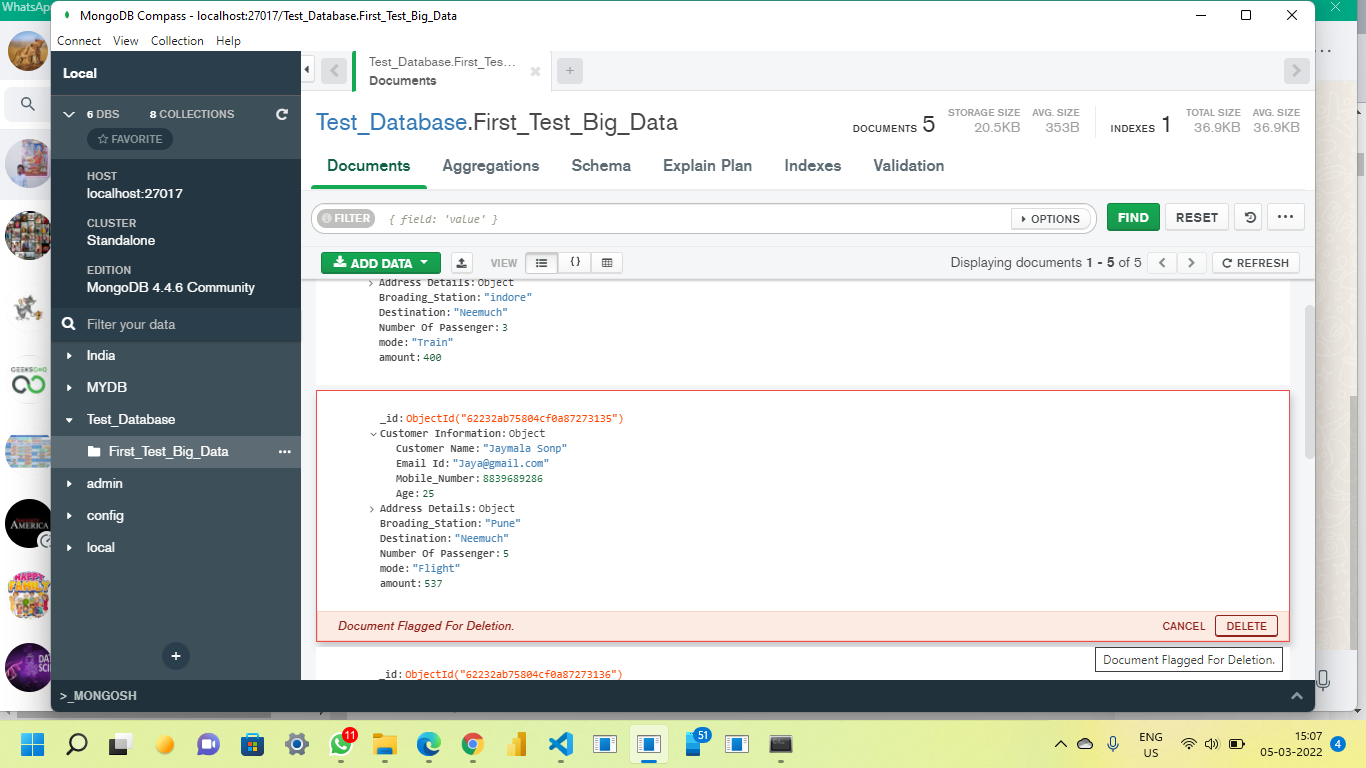 WhatsApp
MongoDB Compass - localhost:27017/Test_Database.First_Test_Big_Data
Connect View Collection Help
Local
6 DBS 8 COLLECTIONS
FAVORITE
HOST
localhost:27017
CLUSTER
Standalone
EDITION
MongoDB 4.4.6 Community
Filter your data
India
MYDB
Test_Database
First_Test_Big_Data
admin
config
local
Test_Database.First_Tes...
Documents
Test_Database.First_Test_Big_Data
DOCUMENTS 5
STORAGE SIZE
20.5KB
AVG. SIZE
353B
INDEXES 1
TOTAL SIZE
36.9KB
AVG. SIZE
36.9KB
Documents Aggregations Schema Explain Plan Indexes Validation
FILTER { field: 'value' } OPTIONS FIND RESET
ADD DATA VIEW {} Displaying documents 1 - 5 of 5 REFRESH
Address Details: Object
Broading_Station: "indore"
Destination: "Neemuch"
Number Of Passenger: 3
mode: "Train"
amount: 400
_id: ObjectId("62232ab75804cf0a87273135")
Customer Information: Object
Customer Name: "Jaymala Sonp"
Email Id: "Jaya@gmail.com"
Mobile_Number: 8839689286
Age: 25
Address Details: Object
Broading_Station: "Pune"
Destination: "Neemuch"
Number Of Passenger: 5
mode: "Flight"
amount: 537
Document Flagged For Deletion. CANCEL DELETE
Document Flagged For Deletion.
_id: ObjectId("62232ab75804cf0a87273136")
>_MONGOSH
AMERICA
HAPPY
FAMILY
11
51
ENG
US
15:07
05-03-2022
4